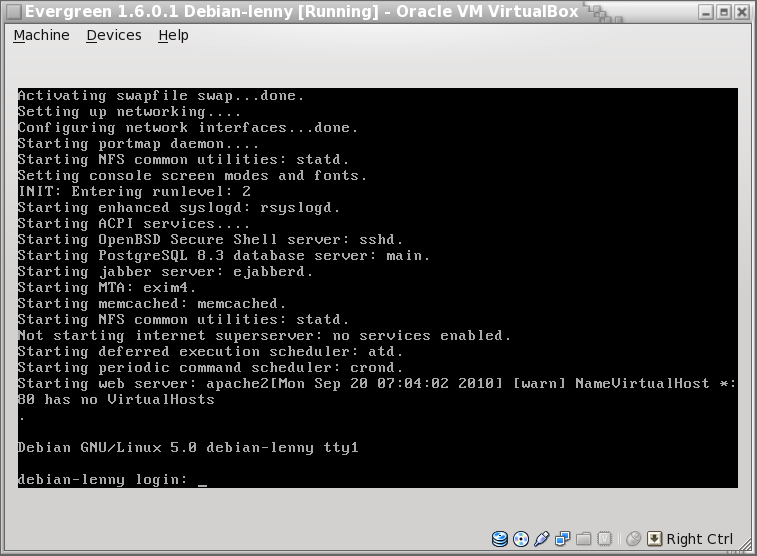 Evergreen 1.6.0.1 Debian-lenny [Running] - Oracle VM VirtualBox
Machine Devices Help
Activating swapfile swap...done.
Setting up networking....
Configuring network interfaces...done.
Starting portmap daemon....
Starting NFS common utilities: statd.
Setting console screen modes and fonts.
INIT: Entering runlevel: 2
Starting enhanced syslogd: rsyslogd.
Starting ACPI services....
Starting OpenBSD Secure Shell server: sshd.
Starting PostgreSQL 8.3 database server: main.
Starting jabber server: ejabberd.
Starting MTA: exim4.
Starting memcached: memcached.
Starting NFS common utilities: statd.
Not starting internet superserver: no services enabled.
Starting deferred execution scheduler: atd.
Starting periodic command scheduler: crond.
Starting web server: apache2[Mon Sep 20 07:04:02 2010] [warn] NameVirtualHost *:
80 has no VirtualHosts
.
Debian GNU/Linux 5.0 debian-lenny tty1
debian-lenny login: _
Right Ctrl